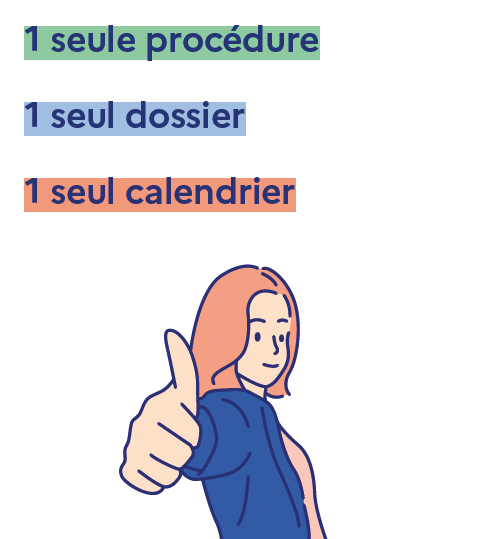 1 seule procédure
1 seul dossier
1 seul calendrier